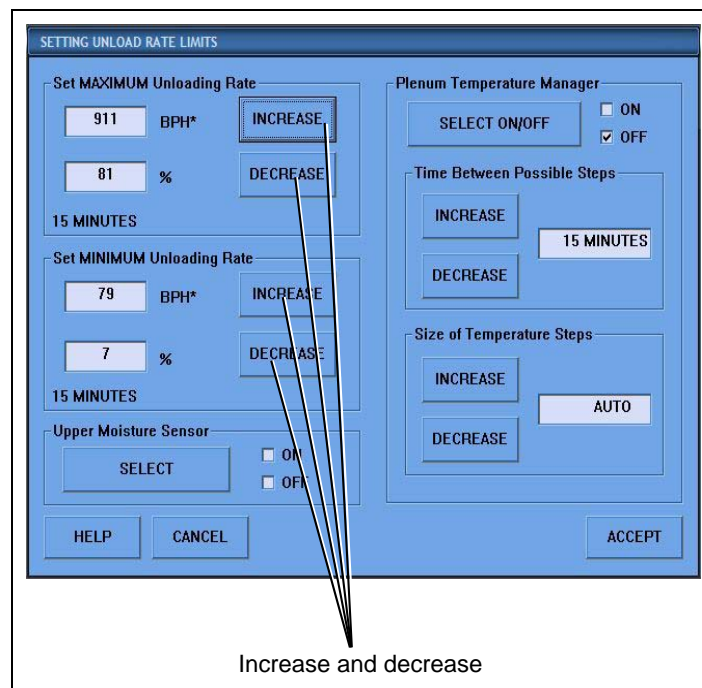 SETTING UNLOAD RATE LIMITS
Set MAXIMUM Unloading Rate
911 BPH* INCREASE
81 % DECREASE
15 MINUTES
Set MINIMUM Unloading Rate
79 BPH* INCREASE
7 % DECREASE
15 MINUTES
Upper Moisture Sensor
SELECT
ON
OFF
Plenum Temperature Manager
SELECT ON/OFF
ON
OFF
Time Between Possible Steps
INCREASE
15 MINUTES
DECREASE
Size of Temperature Steps
INCREASE
AUTO
DECREASE
HELP CANCEL ACCEPT
Increase and decrease